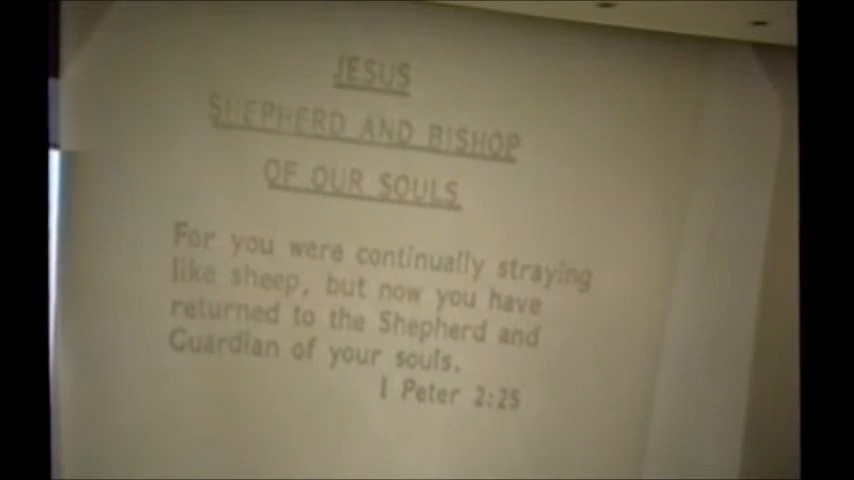 JESUS
SHEPHERD AND BISHOP
OF OUR SOULS
For you were continually straying
like sheep, but now you have
returned to the Shepherd and
Guardian of your souls.
I Peter 2:25